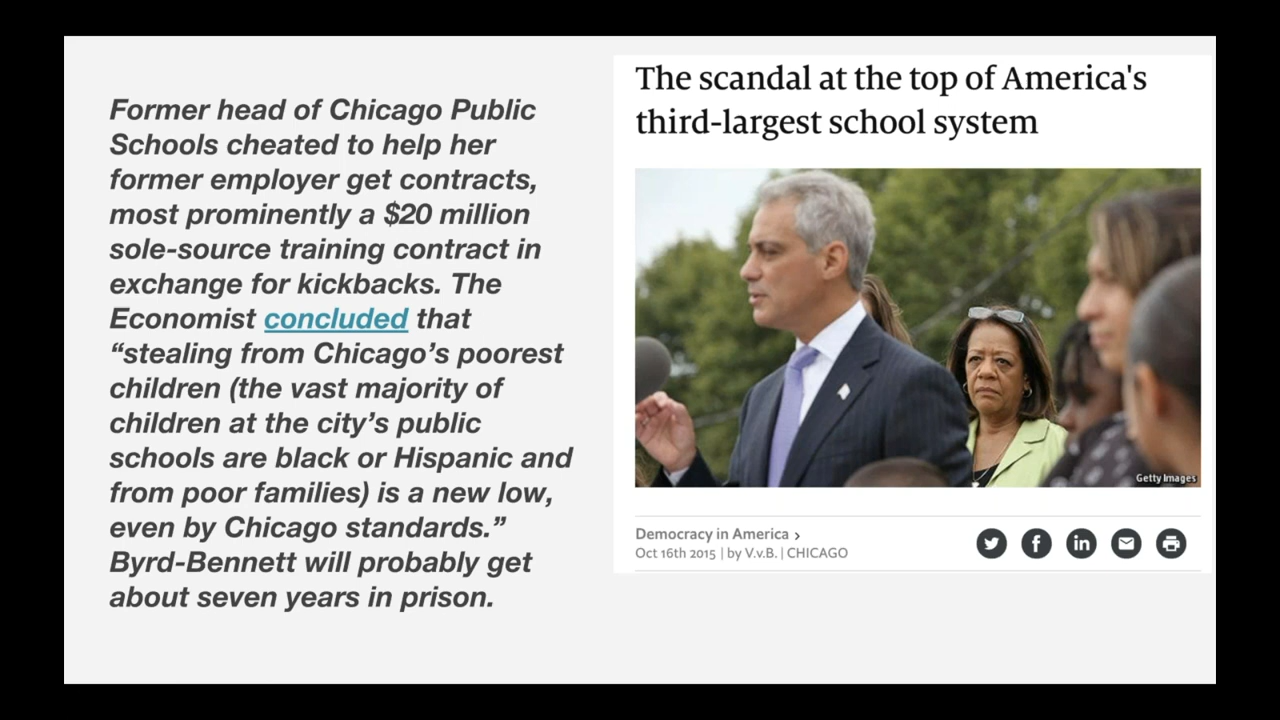 Former head of Chicago Public
Schools cheated to help her
former employer get contracts,
most prominently a $20 million
sole-source training contract in
exchange for kickbacks. The
Economist concluded that
“stealing from Chicago’s poorest
children (the vast majority of
children at the city’s public
schools are black or Hispanic and
from poor families) is a new low,
even by Chicago standards.”
Byrd-Bennett will probably get
about seven years in prison.
The scandal at the top of America's
third-largest school system
Getty Images
Democracy in America ›
Oct 16th 2015 | by V.v.B. | CHICAGO